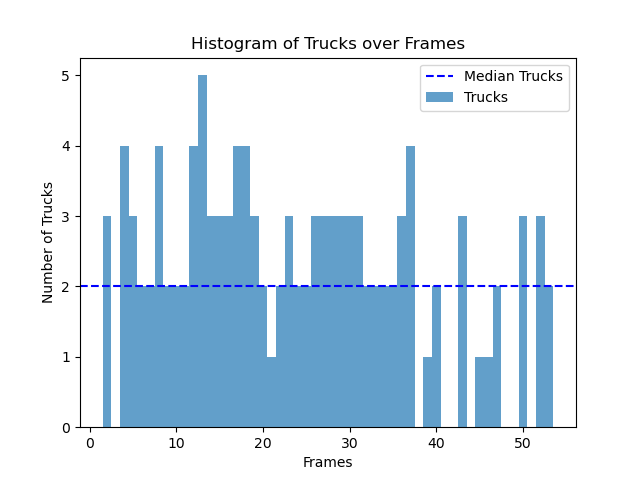 Histogram of Trucks over Frames
Median Trucks
Trucks
Number of Trucks
5
4
3
2
1
0
0 10 20 30 40 50
Frames